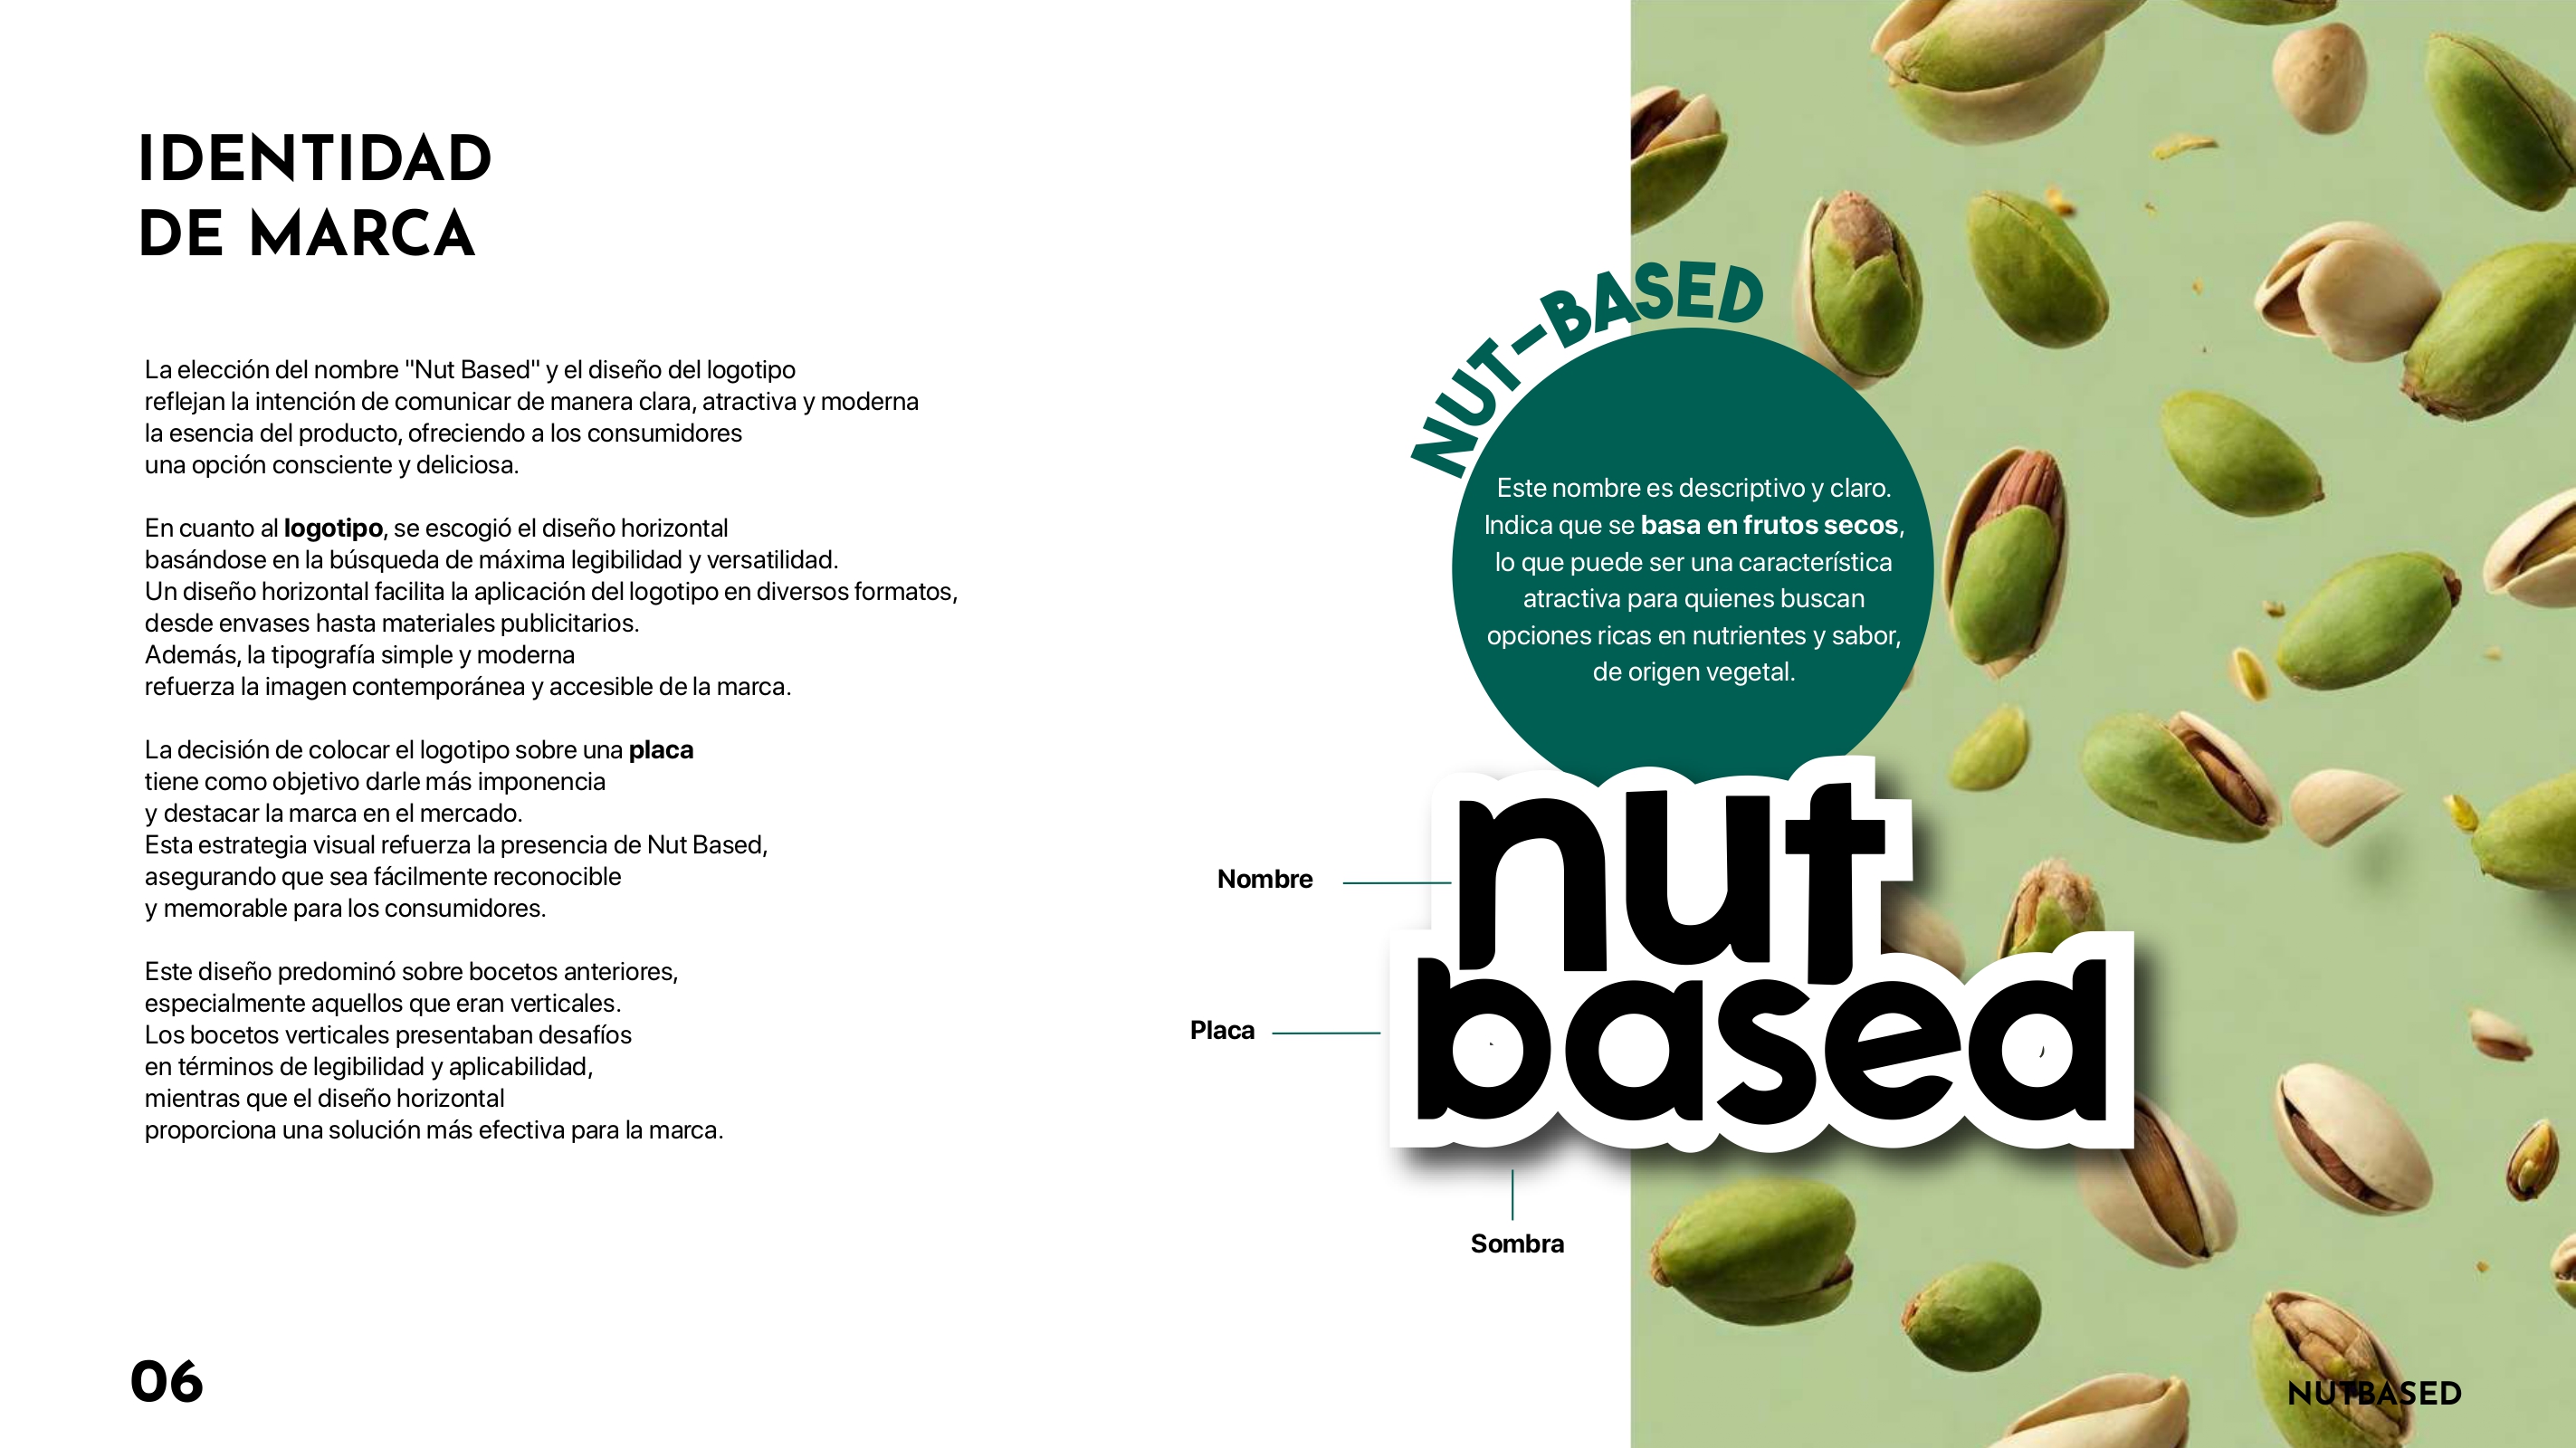 IDENTIDAD
DE MARCA
La elección del nombre "Nut Based" y el diseño del logotipo
reflejan la intención de comunicar de manera clara, atractiva y moderna
la esencia del producto, ofreciendo a los consumidores
una opción consciente y deliciosa.
En cuanto al logotipo, se escogió el diseño horizontal
basándose en la búsqueda de máxima legibilidad y versatilidad.
Un diseño horizontal facilita la aplicación del logotipo en diversos formatos,
desde envases hasta materiales publicitarios.
Además, la tipografía simple y moderna
refuerza la imagen contemporánea y accesible de la marca.
La decisión de colocar el logotipo sobre una placa
tiene como objetivo darle más imponencia
y destacar la marca en el mercado.
Esta estrategia visual refuerza la presencia de Nut Based,
asegurando que sea fácilmente reconocible
y memorable para los consumidores.
Este diseño predominó sobre bocetos anteriores,
especialmente aquellos que eran verticales.
Los bocetos verticales presentaban desafíos
en términos de legibilidad y aplicabilidad,
mientras que el diseño horizontal
proporciona una solución más efectiva para la marca.
NUT-BASED
Este nombre es descriptivo y claro.
Indica que se basa en frutos secos,
lo que puede ser una característica
atractiva para quienes buscan
opciones ricas en nutrientes y sabor,
de origen vegetal.
nut
based
Nombre
Placa
Sombra
06
NUTBASED